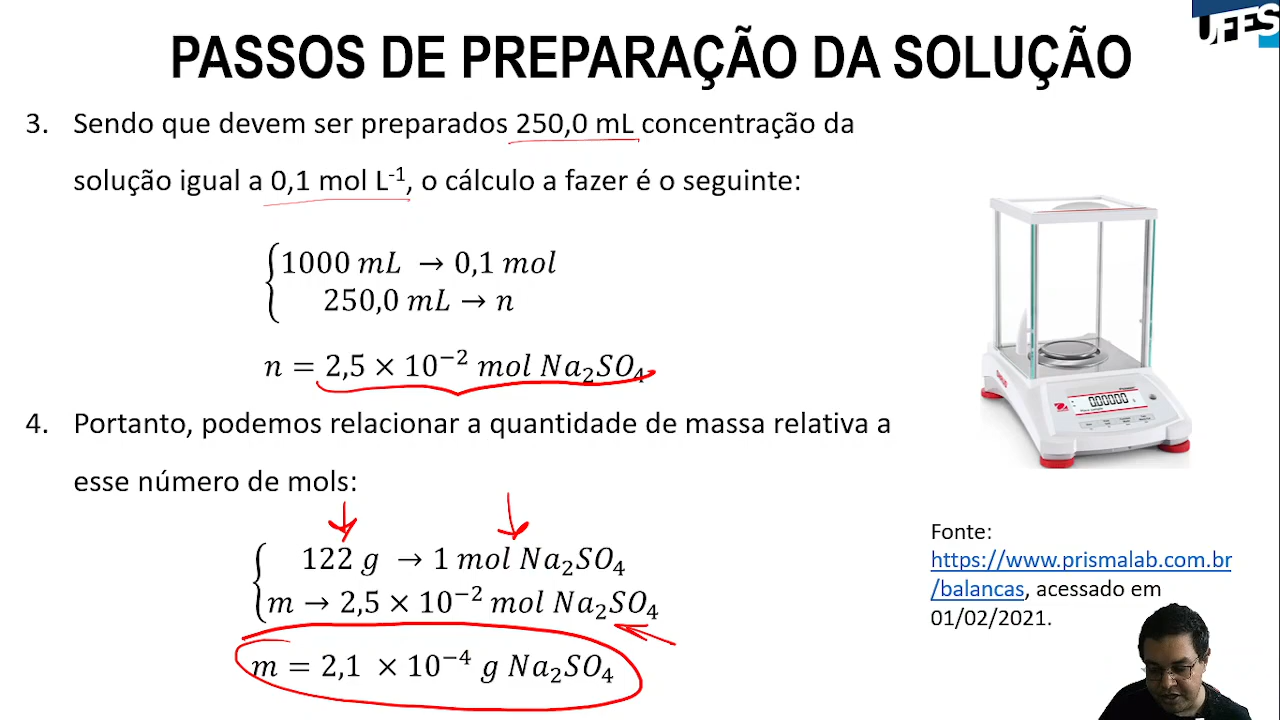 UFES
PASSOS DE PREPARAÇÃO DA SOLUÇÃO
3. Sendo que devem ser preparados 250,0 mL concentração da
solução igual a 0,1 mol L⁻¹, o cálculo a fazer é o seguinte:
1000 mL → 0,1 mol
250,0 mL → n
n = 2,5 × 10⁻² mol Na₂SO₄
4. Portanto, podemos relacionar a quantidade de massa relativa a
esse número de mols:
122 g → 1 mol Na₂SO₄
m → 2,5 × 10⁻² mol Na₂SO₄
m = 2,1 × 10⁻⁴ g Na₂SO₄
0.00000
Fonte:
https://www.prismalab.com.br
/balancas, acessado em
01/02/2021.